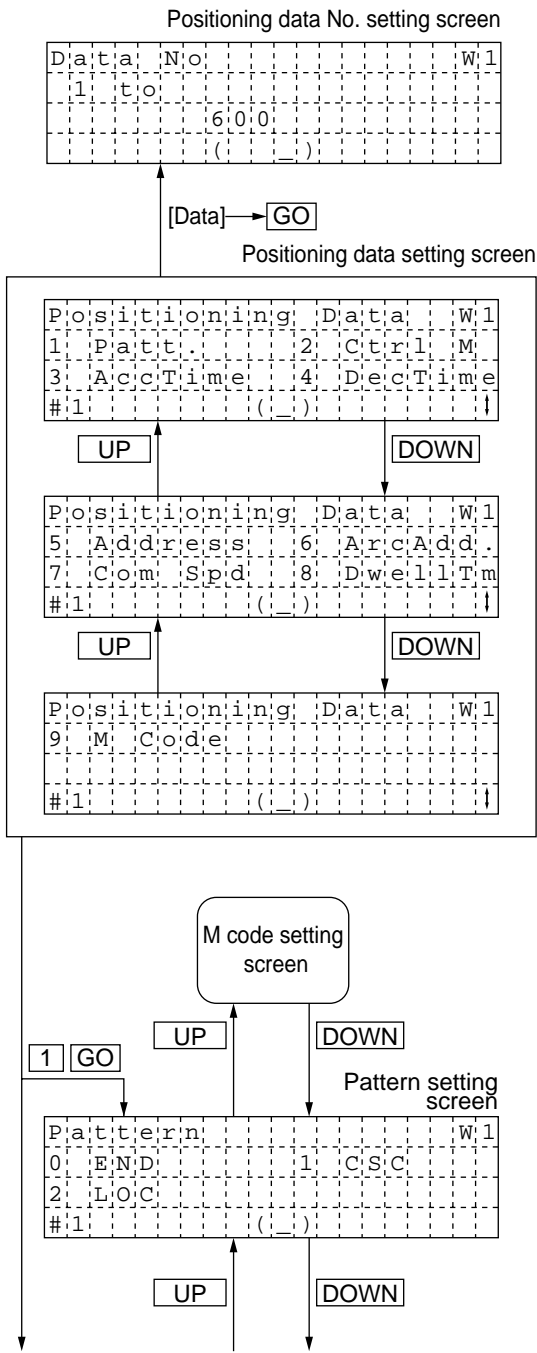 Positioning data No. setting screen
Data No W1
1 to
600
( _ )
[Data] GO
Positioning data setting screen
Positioning Data W1
1 Patt. 2 Ctrl M
3 AccTime 4 DecTime
#1 ( _ )
UP DOWN
Positioning Data W1
5 Address 6 ArcAdd.
7 Com Spd 8 DwellTm
#1 ( _ )
UP DOWN
Positioning Data W1
9 M Code
#1 ( _ )
M code setting
screen
UP DOWN
1 GO
Pattern setting
screen
Pattern W1
0 END 1 CSC
2 LOC
#1 ( _ )
UP DOWN